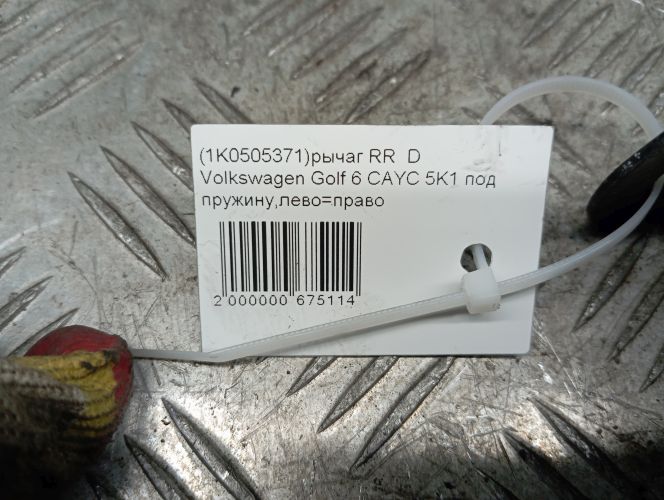 (1K0505371)рычаг RR  D
Volkswagen Golf 6 CAYC 5K1 под
пружину,лево=право
2 000000 675114